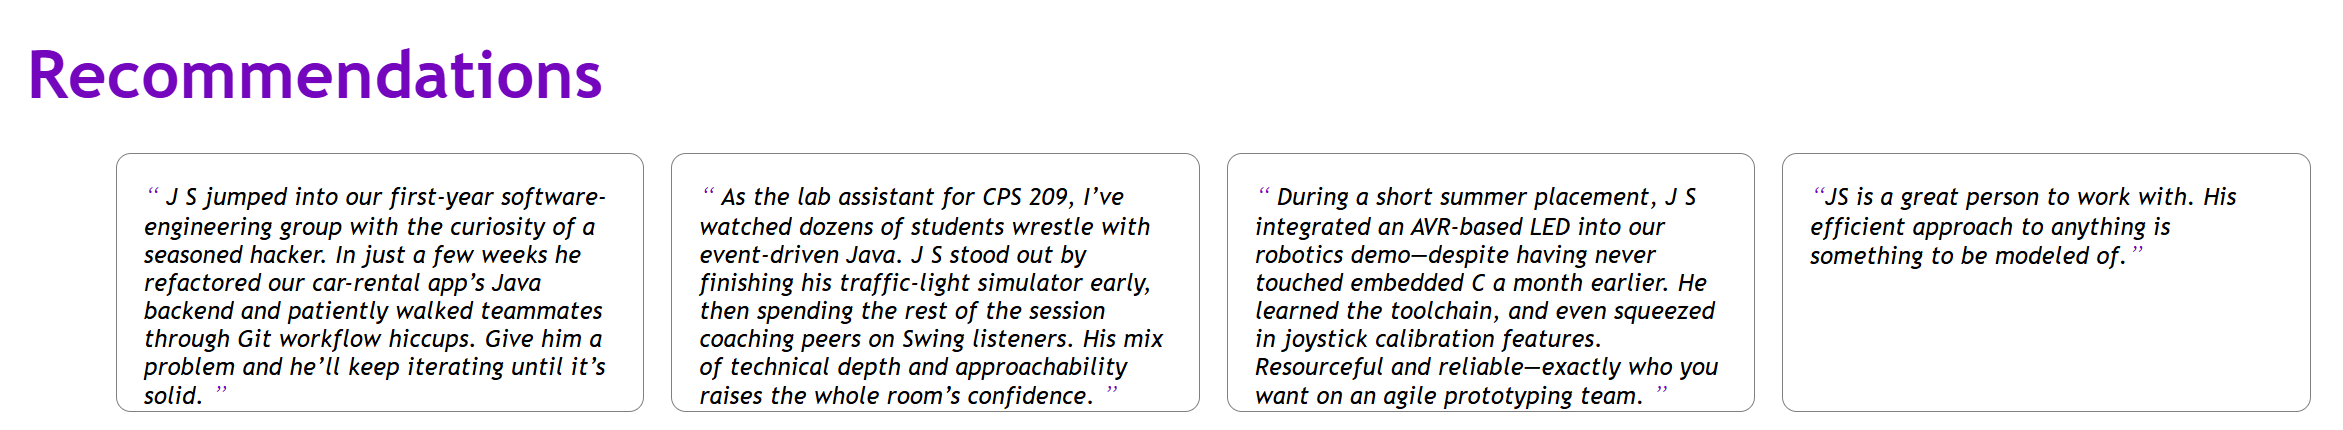 Recommendations
“ J S jumped into our first-year software-
engineering group with the curiosity of a
seasoned hacker. In just a few weeks he
refactored our car-rental app’s Java
backend and patiently walked teammates
through Git workflow hiccups. Give him a
problem and he’ll keep iterating until it’s
solid. ”
“ As the lab assistant for CPS 209, I’ve
watched dozens of students wrestle with
event-driven Java. J S stood out by
finishing his traffic-light simulator early,
then spending the rest of the session
coaching peers on Swing listeners. His mix
of technical depth and approachability
raises the whole room’s confidence. ”
“ During a short summer placement, J S
integrated an AVR-based LED into our
robotics demo—despite having never
touched embedded C a month earlier. He
learned the toolchain, and even squeezed
in joystick calibration features.
Resourceful and reliable—exactly who you
want on an agile prototyping team. ”
“JS is a great person to work with. His
efficient approach to anything is
something to be modeled of.”